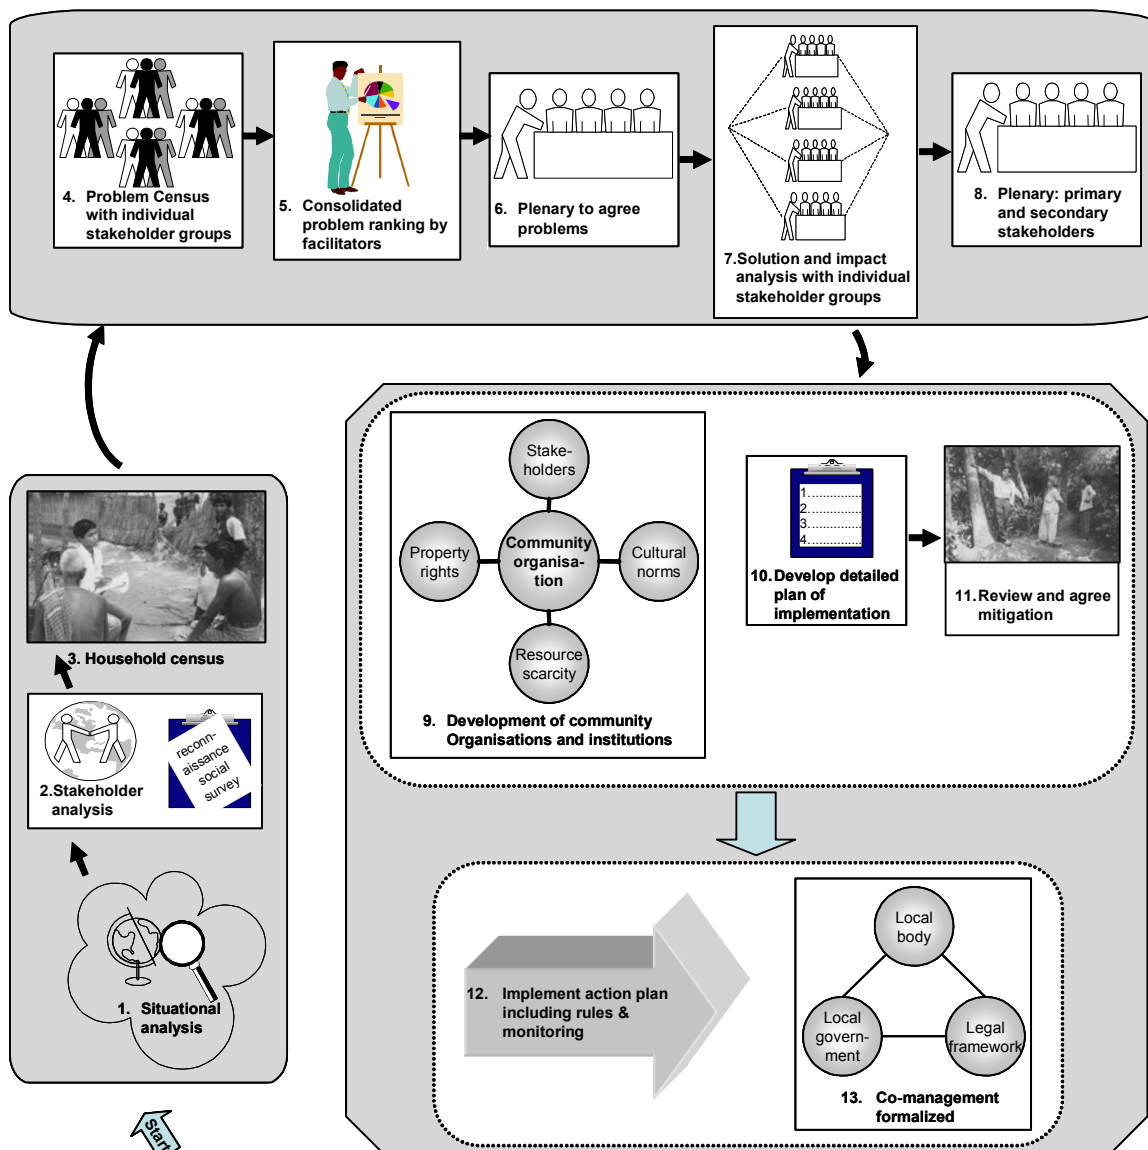 4. Problem Census
with individual
stakeholder groups
5. Consolidated
problem ranking by
facilitators
6. Plenary to agree
problems
7.Solution and impact
analysis with individual
stakeholder groups
8. Plenary: primary
and secondary
stakeholders
3. Household census
2.Stakeholder
analysis
reconn-
aissance
social
survey
1. Situational
analysis
Start
Stake-
holders
Property
rights
Community
organisa-
tion
Cultural
norms
Resource
scarcity
9. Development of community
Organisations and institutions
1............
2............
3............
4............
10. Develop detailed
plan of
implementation
11. Review and agree
mitigation
12. Implement action plan
including rules &
monitoring
Local
body
Local
govern-
ment
Legal
framework
13. Co-management
formalized